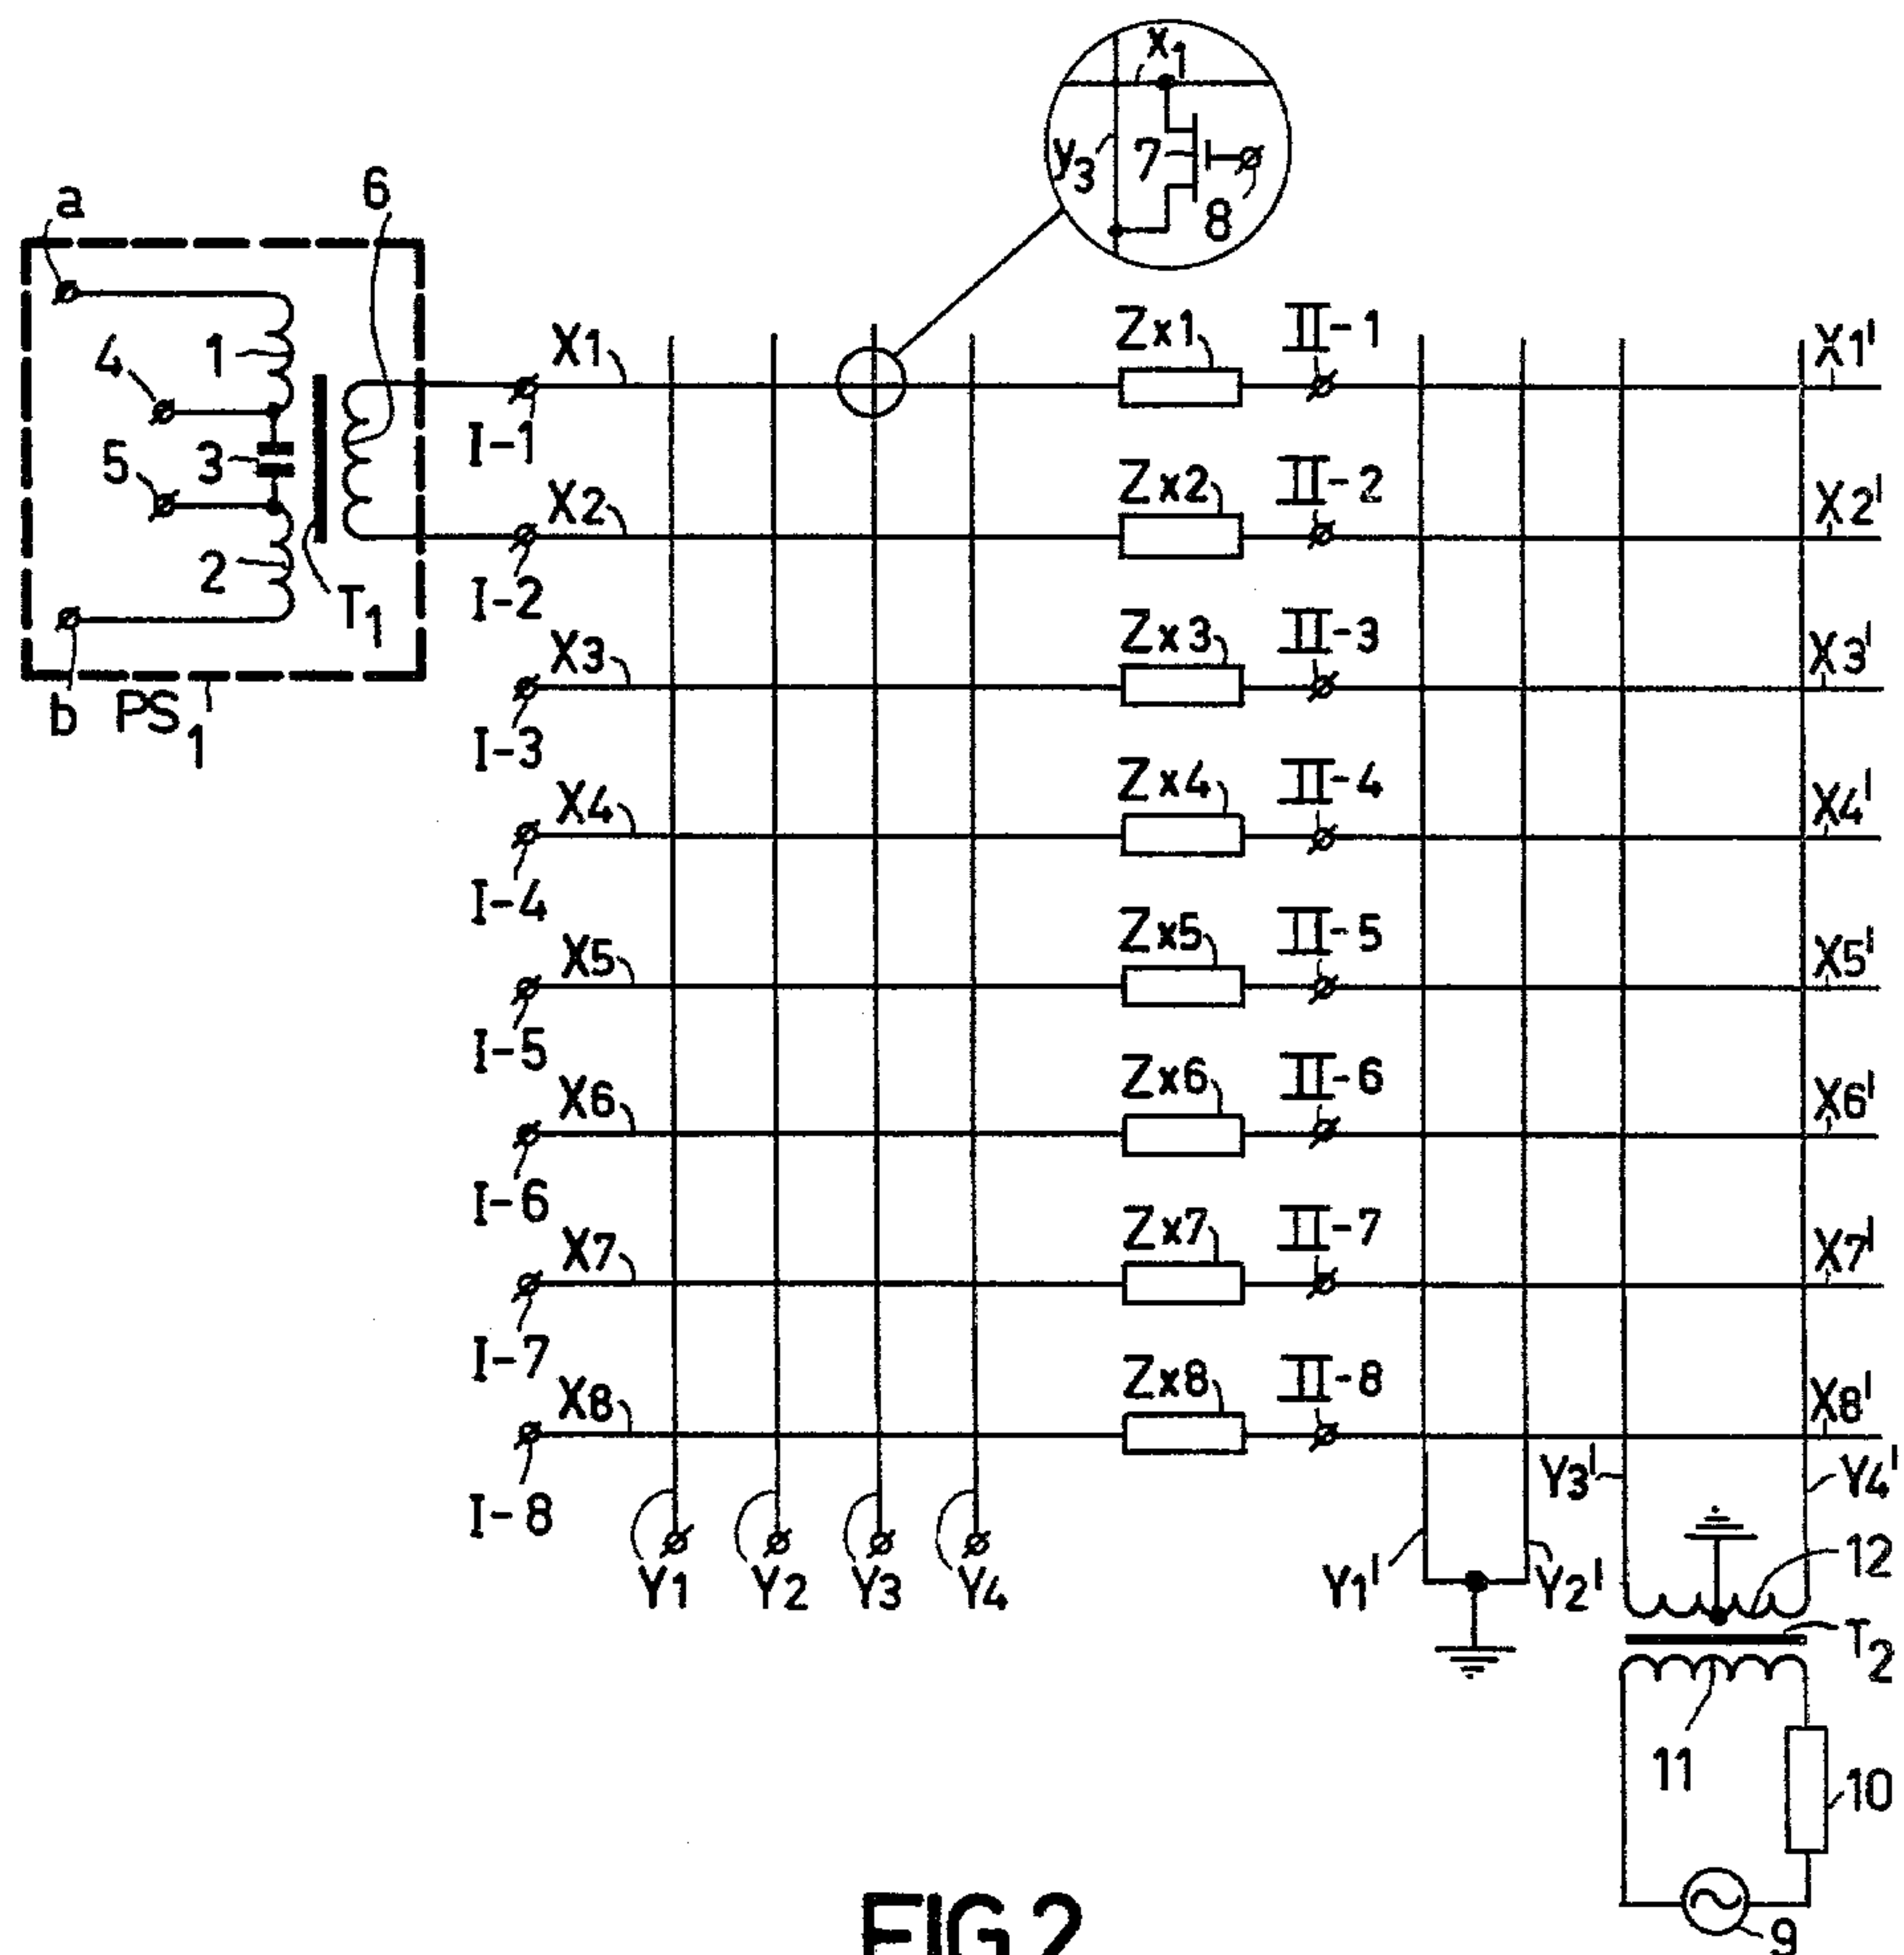 X1
y3 7
8
a 6
4 1
5 3
2
T1
b PS1
X1 Zx1 II-1 X1'
I-1
X2 Zx2 II-2 X2'
I-2
X3 Zx3 II-3 X3'
I-3
X4 Zx4 II-4 X4'
I-4
X5 Zx5 II-5 X5'
I-5
X6 Zx6 II-6 X6'
I-6
X7 Zx7 II-7 X7'
I-7
X8 Zx8 II-8 X8'
I-8
Y3' Y4'
Y1 Y2 Y3 Y4 Y1' Y2' 12
T2
11 10
9
FIG.2